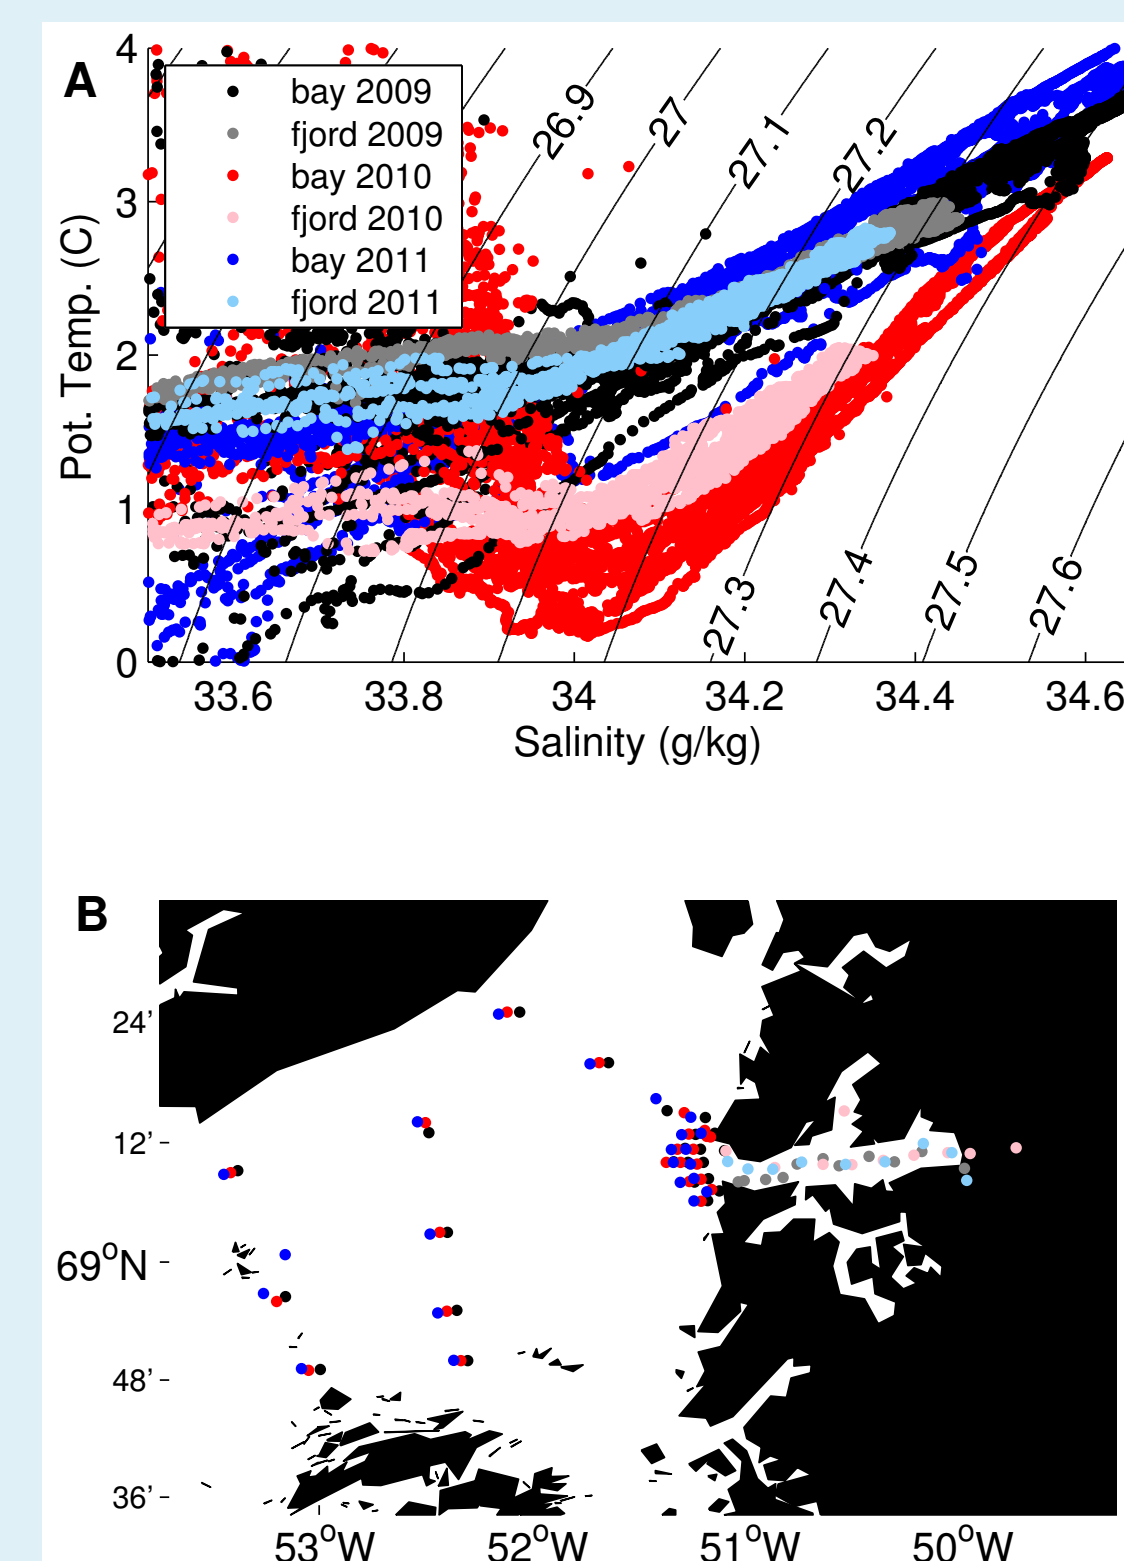 A
4
3
2
1
0
Pot. Temp. (C)
bay 2009
fjord 2009
bay 2010
fjord 2010
bay 2011
fjord 2011
26.9
27
27.1
27.2
27.3
27.4
27.5
27.6
33.6 33.8 34 34.2 34.4 34.6
Salinity (g/kg)
B
24'
12'
69°N
48'
36'
53°W 52°W 51°W 50°W